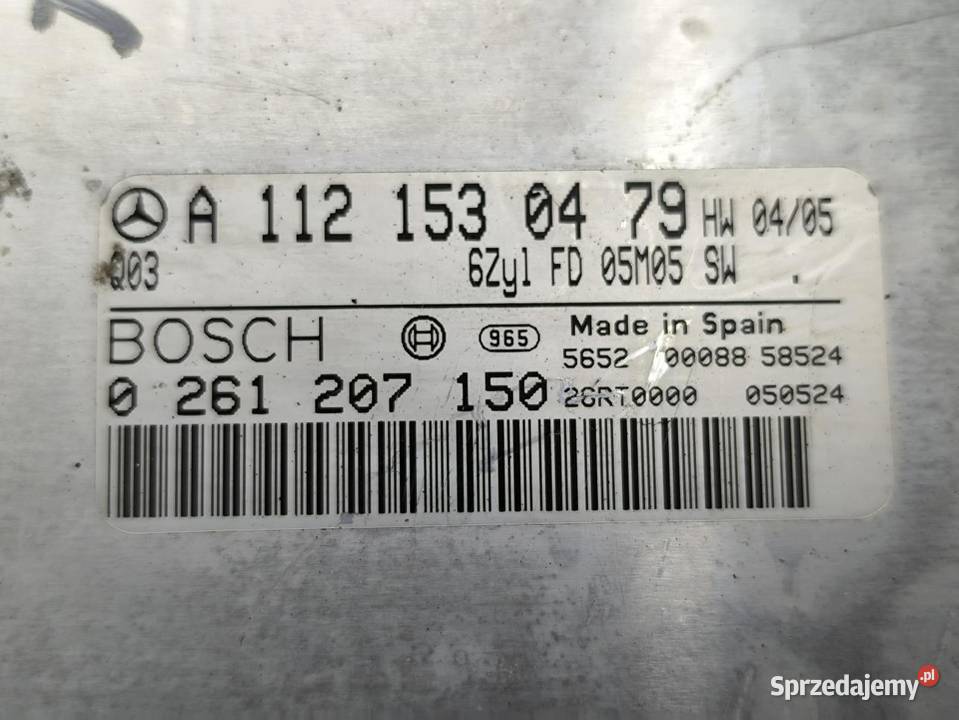 A 112 153 04 79 HW 04/05
Q03 6Zyl FD 05M05 SW .
BOSCH 965 Made in Spain
5652 00088 58524
0 261 207 150 26RT0000 050524
Sprzedajemy.pl